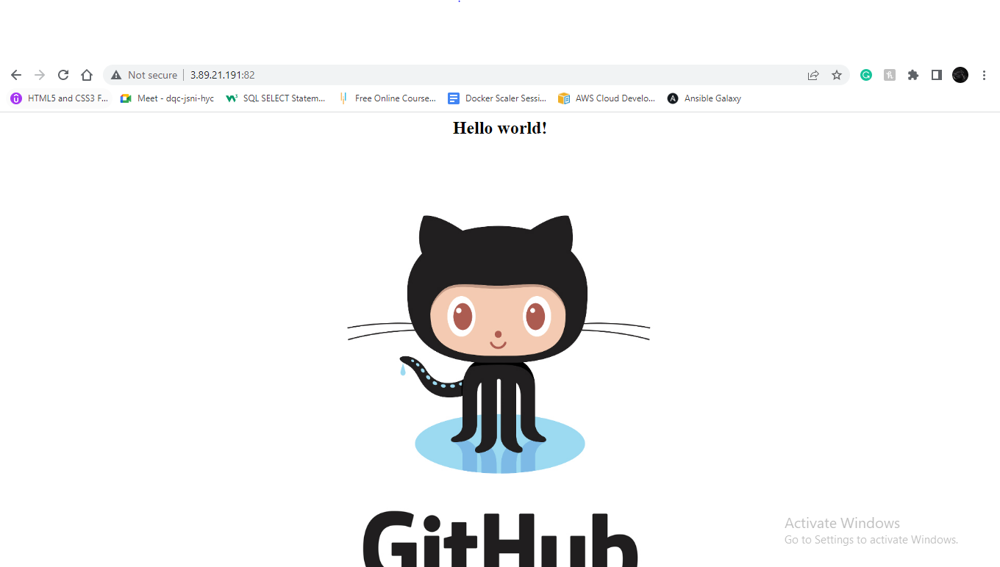 Not secure | 3.89.21.191:82
HTML5 and CSS3 F... Meet - dqc-jsni-hyc SQL SELECT Statem... Free Online Course... Docker Scaler Sessi... AWS Cloud Develo... Ansible Galaxy
Hello world!
GitHub
Activate Windows
Go to Settings to activate Windows.